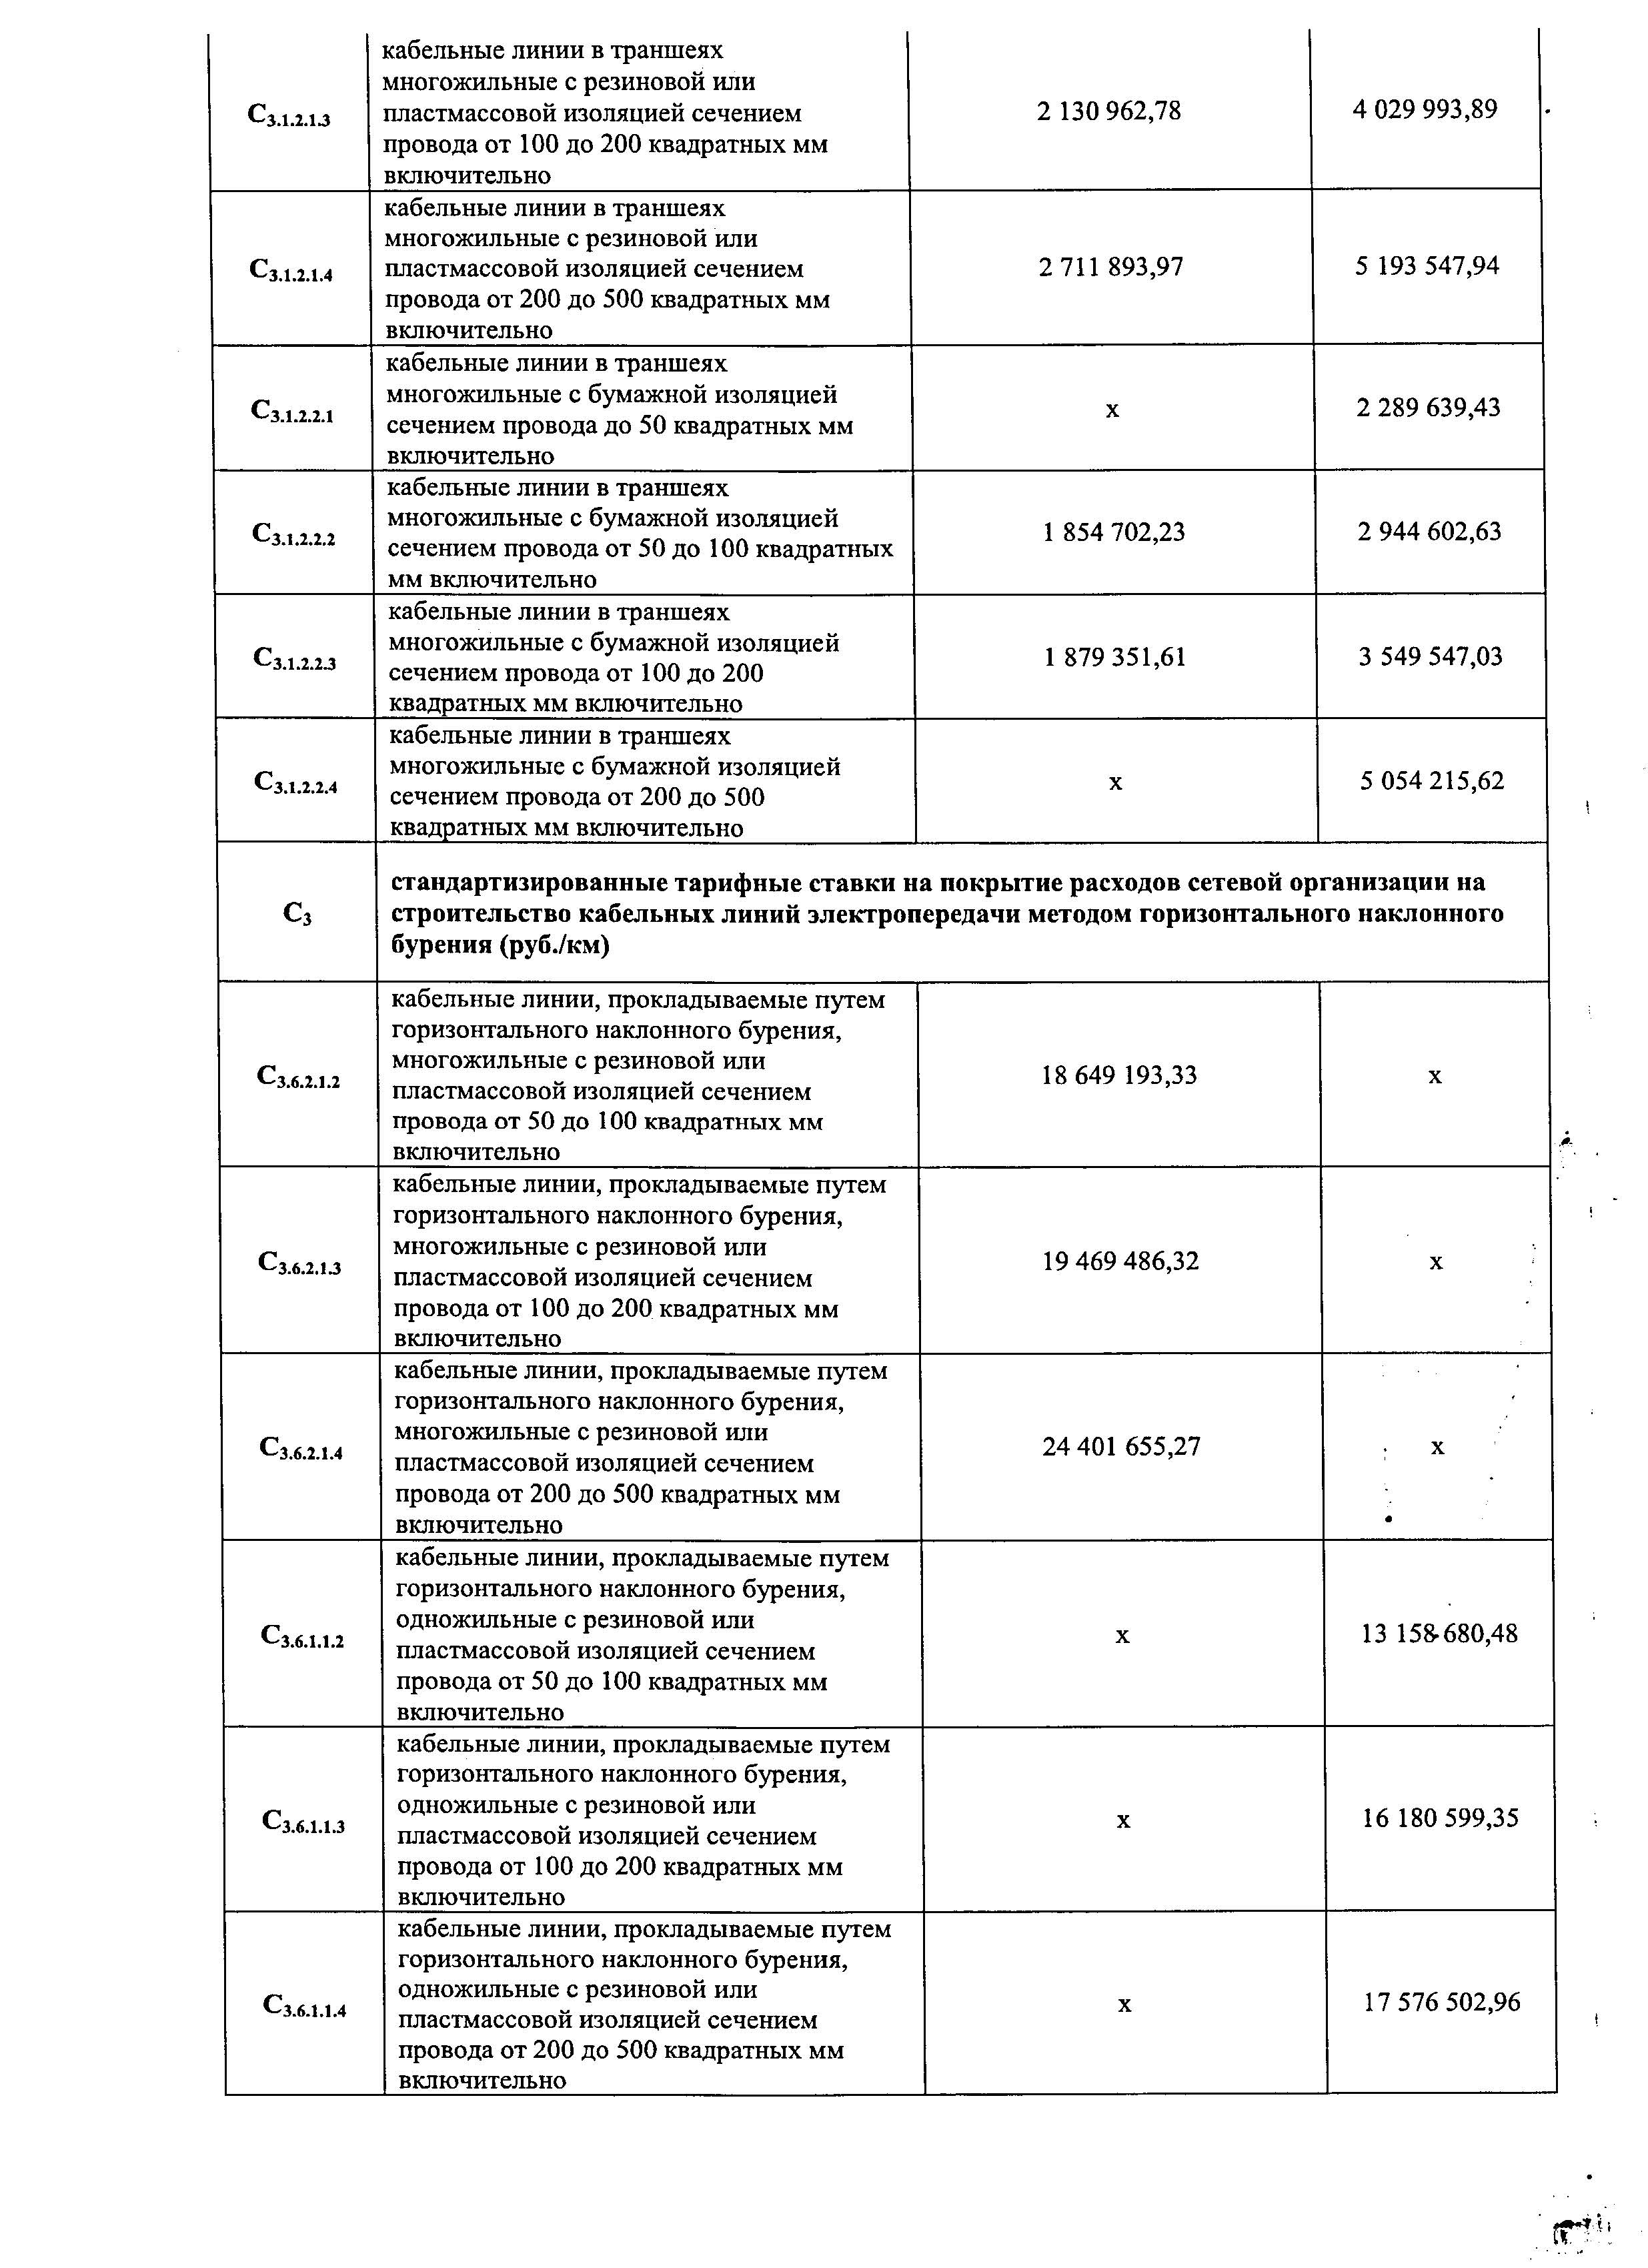 кабельные линии в траншеях
многожильные с резиновой или
С3.1.2.1.3 пластмассовой изоляцией сечением 2 130 962,78 4 029 993,89
провода от 100 до 200 квадратных мм
включительно
кабельные линии в траншеях
многожильные с резиновой или
С3.1.2.1.4 пластмассовой изоляцией сечением 2 711 893,97 5 193 547,94
провода от 200 до 500 квадратных мм
включительно
кабельные линии в траншеях
многожильные с бумажной изоляцией
С3.1.2.2.1 сечением провода до 50 квадратных мм х 2 289 639,43
включительно
кабельные линии в траншеях
многожильные с бумажной изоляцией
С3.1.2.2.2 сечением провода от 50 до 100 квадратных 1 854 702,23 2 944 602,63
мм включительно
кабельные линии в траншеях
многожильные с бумажной изоляцией
С3.1.2.2.3 сечением провода от 100 до 200 1 879 351,61 3 549 547,03
квадратных мм включительно
кабельные линии в траншеях
многожильные с бумажной изоляцией
С3.1.2.2.4 сечением провода от 200 до 500 х 5 054 215,62
квадратных мм включительно
стандартизированные тарифные ставки на покрытие расходов сетевой организации на
С3 строительство кабельных линий электропередачи методом горизонтального наклонного
бурения (руб./км)
кабельные линии, прокладываемые путем
горизонтального наклонного бурения,
многожильные с резиновой или
С3.6.2.1.2 пластмассовой изоляцией сечением 18 649 193,33 х
провода от 50 до 100 квадратных мм
включительно
кабельные линии, прокладываемые путем
горизонтального наклонного бурения,
многожильные с резиновой или
С3.6.2.1.3 пластмассовой изоляцией сечением 19 469 486,32 х
провода от 100 до 200 квадратных мм
включительно
кабельные линии, прокладываемые путем
горизонтального наклонного бурения,
многожильные с резиновой или
С3.6.2.1.4 пластмассовой изоляцией сечением 24 401 655,27 х
провода от 200 до 500 квадратных мм
включительно
кабельные линии, прокладываемые путем
горизонтального наклонного бурения,
одножильные с резиновой или
С3.6.1.1.2 пластмассовой изоляцией сечением х 13 158 680,48
провода от 50 до 100 квадратных мм
включительно
кабельные линии, прокладываемые путем
горизонтального наклонного бурения,
одножильные с резиновой или
С3.6.1.1.3 пластмассовой изоляцией сечением х 16 180 599,35
провода от 100 до 200 квадратных мм
включительно
кабельные линии, прокладываемые путем
горизонтального наклонного бурения,
одножильные с резиновой или
С3.6.1.1.4 пластмассовой изоляцией сечением х 17 576 502,96
провода от 200 до 500 квадратных мм
включительно